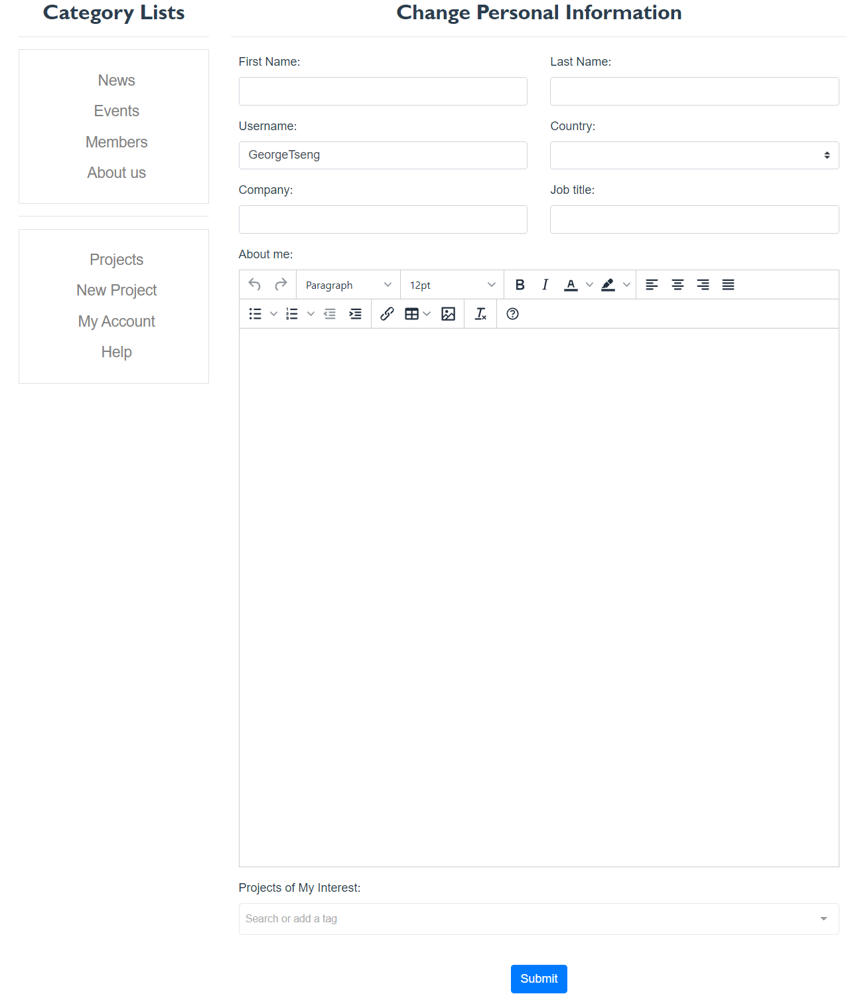 Category Lists
News
Events
Members
About us
Projects
New Project
My Account
Help
Change Personal Information
First Name:
Last Name:
Username:
Country:
GeorgeTseng
Company:
Job title:
About me:
Paragraph
12pt
Projects of My Interest:
Search or add a tag
Submit